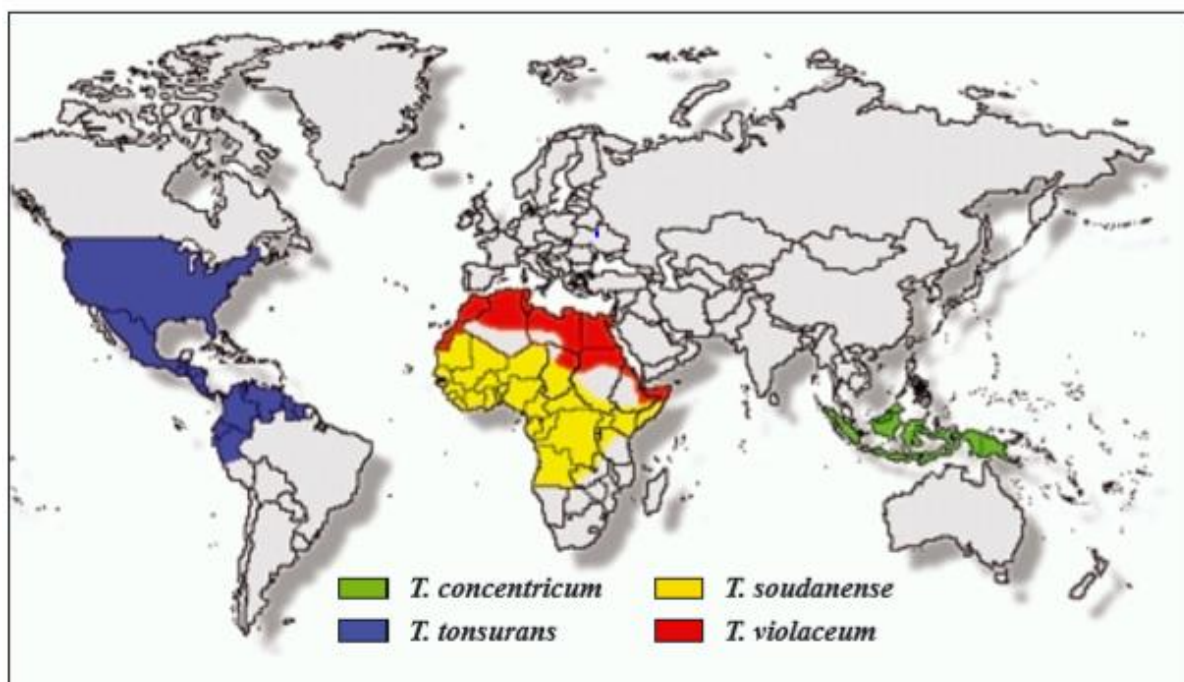 T. concentricum
T. tonsurans
T. soudanense
T. violaceum